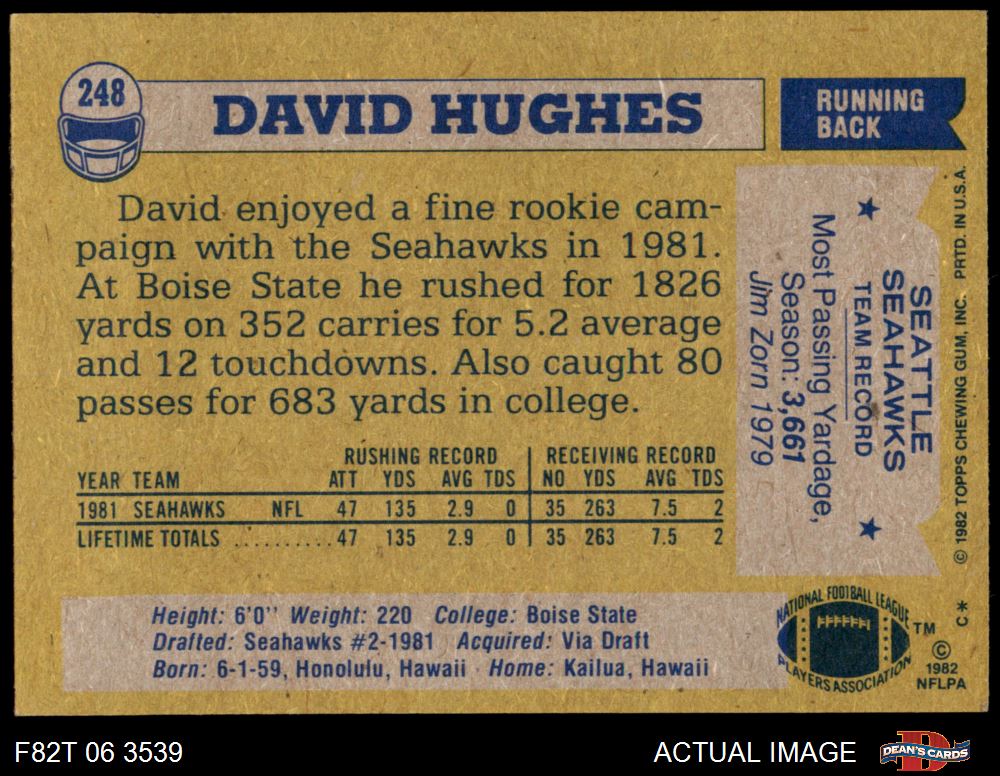 248
DAVID HUGHES
RUNNING
BACK
David enjoyed a fine rookie cam-
paign with the Seahawks in 1981.
At Boise State he rushed for 1826
yards on 352 carries for 5.2 average
and 12 touchdowns. Also caught 80
passes for 683 yards in college.
RUSHING RECORD RECEIVING RECORD
YEAR TEAM ATT YDS AVG TDS NO YDS AVG TDS
1981 SEAHAWKS NFL 47 135 2.9 0 35 263 7.5 2
LIFETIME TOTALS ..........47 135 2.9 0 35 263 7.5 2
Height: 6'0'' Weight: 220 College: Boise State
Drafted: Seahawks #2-1981 Acquired: Via Draft
Born: 6-1-59, Honolulu, Hawaii Home: Kailua, Hawaii
SEATTLE
SEAHAWKS
★ TEAM RECORD ★
Most Passing Yardage,
Season: 3,661
Jim Zorn 1979
© 1982 TOPPS CHEWING GUM, INC. PRTD. IN U.S.A.
C *
NATIONAL FOOTBALL LEAGUE
PLAYERS ASSOCIATION
TM
©
1982
NFLPA
F82T 06 3539
ACTUAL IMAGE
D
DEAN'S CARDS